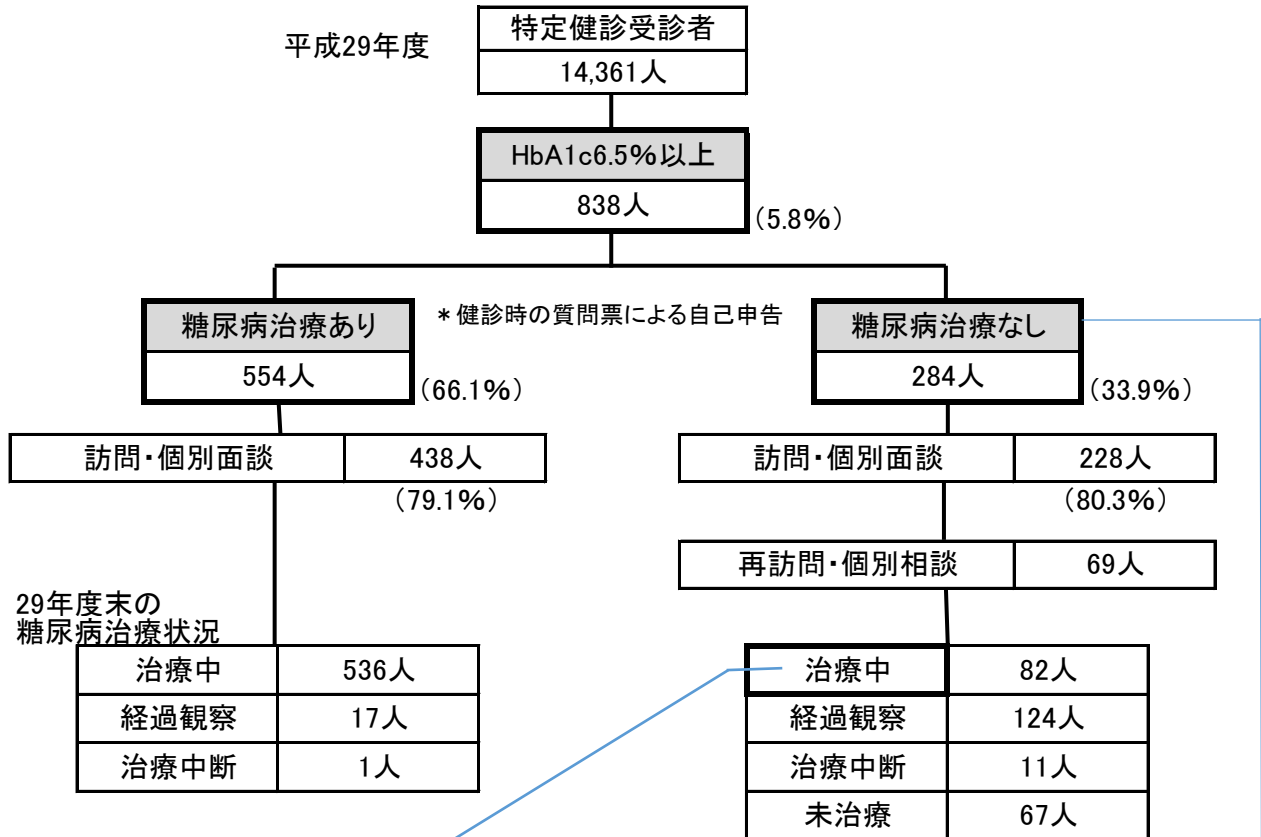 平成29年度
特定健診受診者
14,361人
HbA1c6.5%以上
838人
(5.8%)
糖尿病治療あり
554人
(66.1%)
*健診時の質問票による自己申告
糖尿病治療なし
284人
(33.9%)
訪問・個別面談 438人
(79.1%)
訪問・個別面談 228人
(80.3%)
再訪問・個別相談 69人
29年度末の
糖尿病治療状況
治療中 536人
経過観察 17人
治療中断 1人
治療中 82人
経過観察 124人
治療中断 11人
未治療 67人